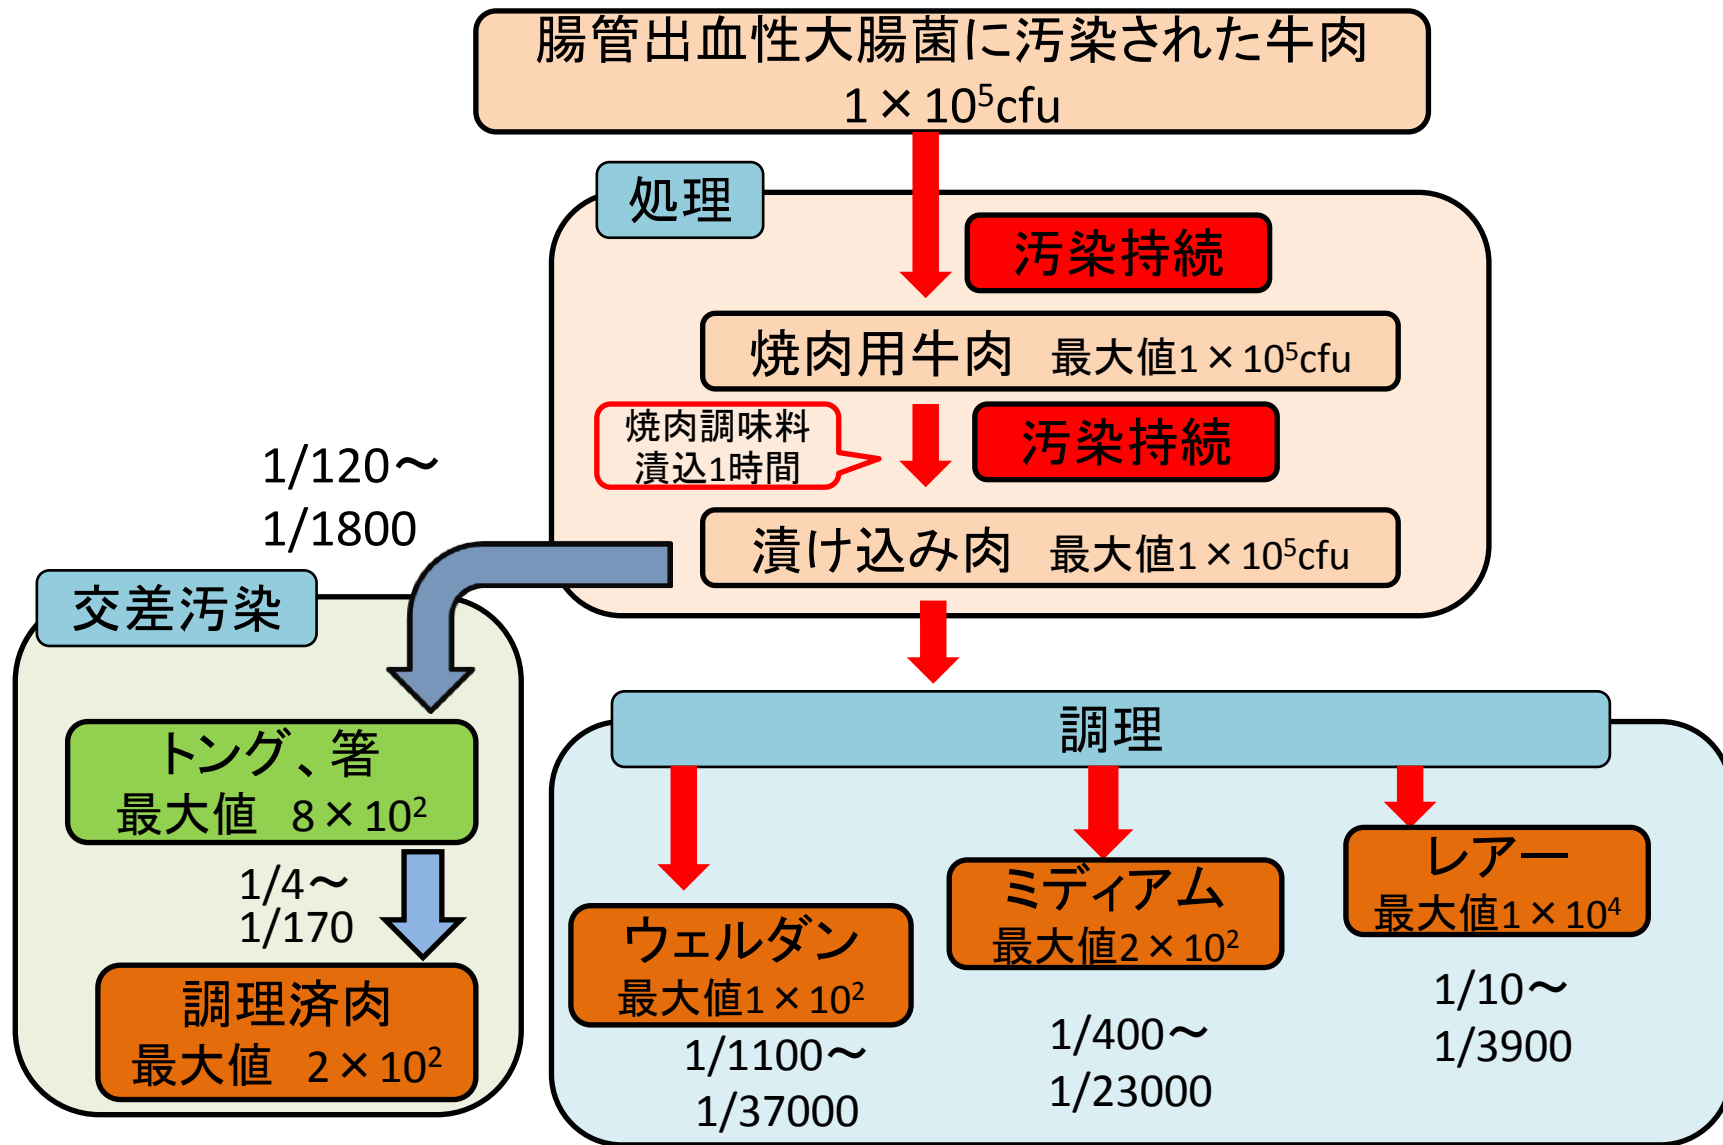 腸管出血性大腸菌に汚染された牛肉
1×10⁵cfu
処理
汚染持続
焼肉用牛肉 最大値1×10⁵cfu
焼肉調味料
漬込1時間
汚染持続
漬け込み肉 最大値1×10⁵cfu
1/120～
1/1800
交差汚染
トング、箸
最大値 8×10²
1/4～
1/170
調理済肉
最大値 2×10²
調理
ウェルダン
最大値1×10²
1/1100～
1/37000
ミディアム
最大値2×10²
1/400～
1/23000
レアー
最大値1×10⁴
1/10～
1/3900